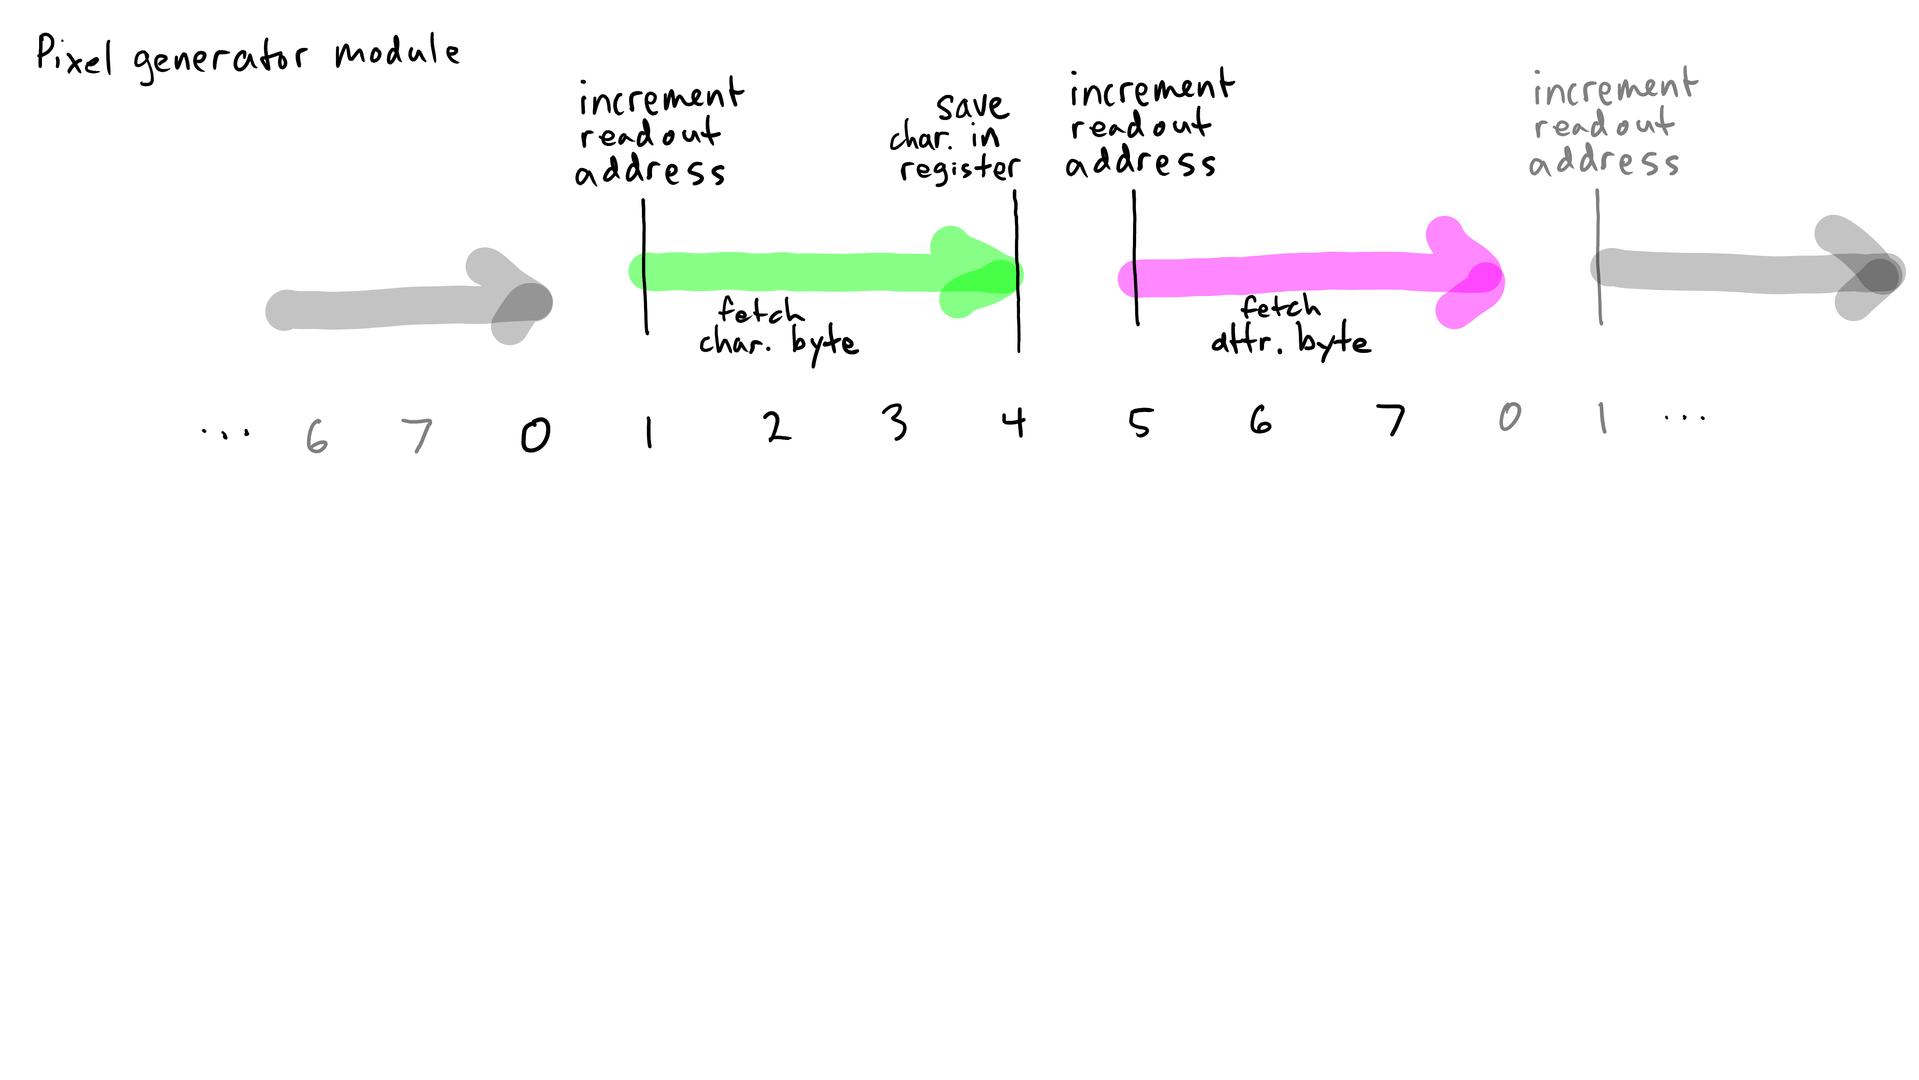 Pixel generator module
increment
readout
address
save
char. in
register
increment
readout
address
increment
readout
address
fetch
char. byte
fetch
attr. byte
... 6 7 0 1 2 3 4 5 6 7 0 1 ...